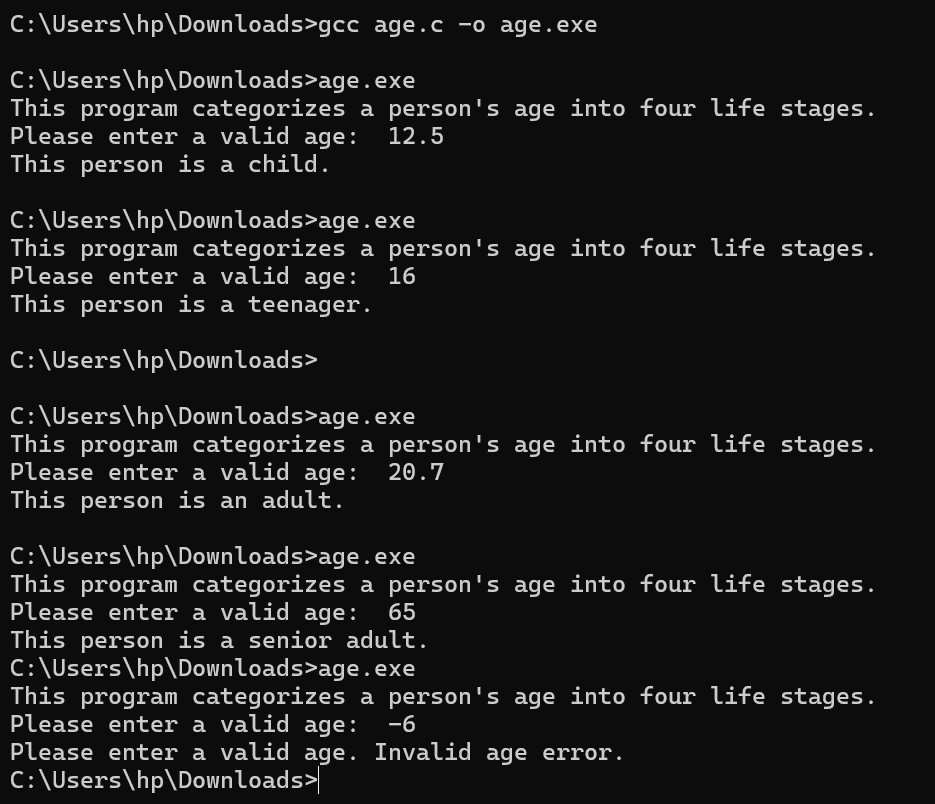 C:\Users\hp\Downloads>gcc age.c -o age.exe
C:\Users\hp\Downloads>age.exe
This program categorizes a person's age into four life stages.
Please enter a valid age:  12.5
This person is a child.
C:\Users\hp\Downloads>age.exe
This program categorizes a person's age into four life stages.
Please enter a valid age:  16
This person is a teenager.
C:\Users\hp\Downloads>
C:\Users\hp\Downloads>age.exe
This program categorizes a person's age into four life stages.
Please enter a valid age:  20.7
This person is an adult.
C:\Users\hp\Downloads>age.exe
This program categorizes a person's age into four life stages.
Please enter a valid age:  65
This person is a senior adult.
C:\Users\hp\Downloads>age.exe
This program categorizes a person's age into four life stages.
Please enter a valid age:  -6
Please enter a valid age. Invalid age error.
C:\Users\hp\Downloads>